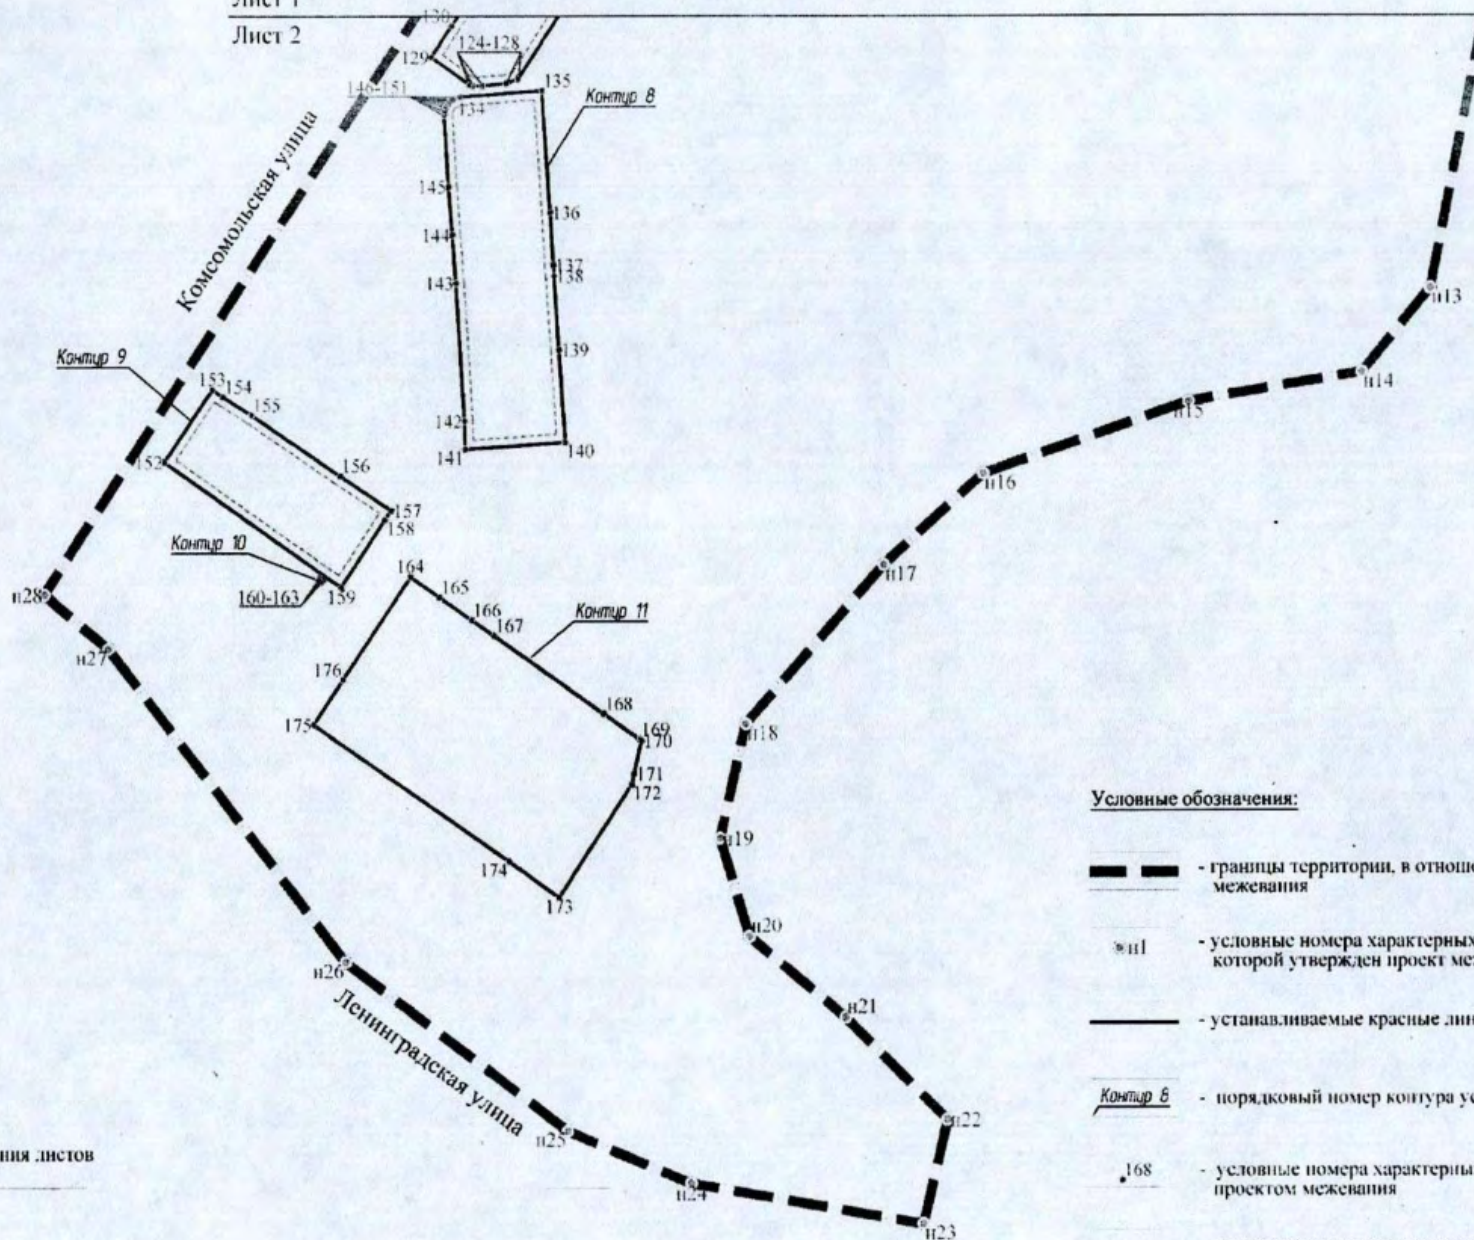 Лист 1
Лист 2
130
129
124-128
146-151
134
135
Контур 8
Комсомольская улица
145
136
144
137
138
143
139
142
141
140
Контур 9
153
154
155
152
156
157
158
Контур 10
160-163
159
164
165
166
167
Контур 11
176
168
175
169
170
171
172
174
173
н13
н14
н15
н16
н17
н28
н27
н18
н19
н20
н21
н26
Ленинградская улица
н25
н22
н24
н23
Условные обозначения:
- границы территории, в отноше
межевания
н1
- условные номера характерных
которой утвержден проект меж
- устанавливаемые красные лин
Контур 8
- порядковый номер контура ус
168
- условные номера характерны
проектом межевания
ния листов